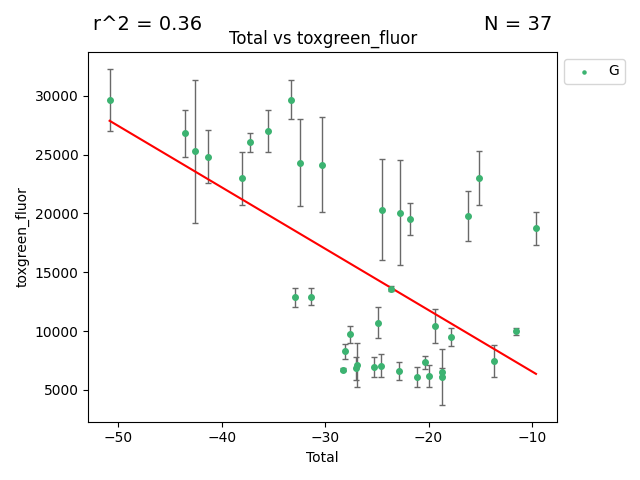 r^2 = 0.36
N = 37
Total vs toxgreen_fluor
G
30000
25000
20000
15000
10000
5000
toxgreen_fluor
−50
−40
−30
−20
−10
Total